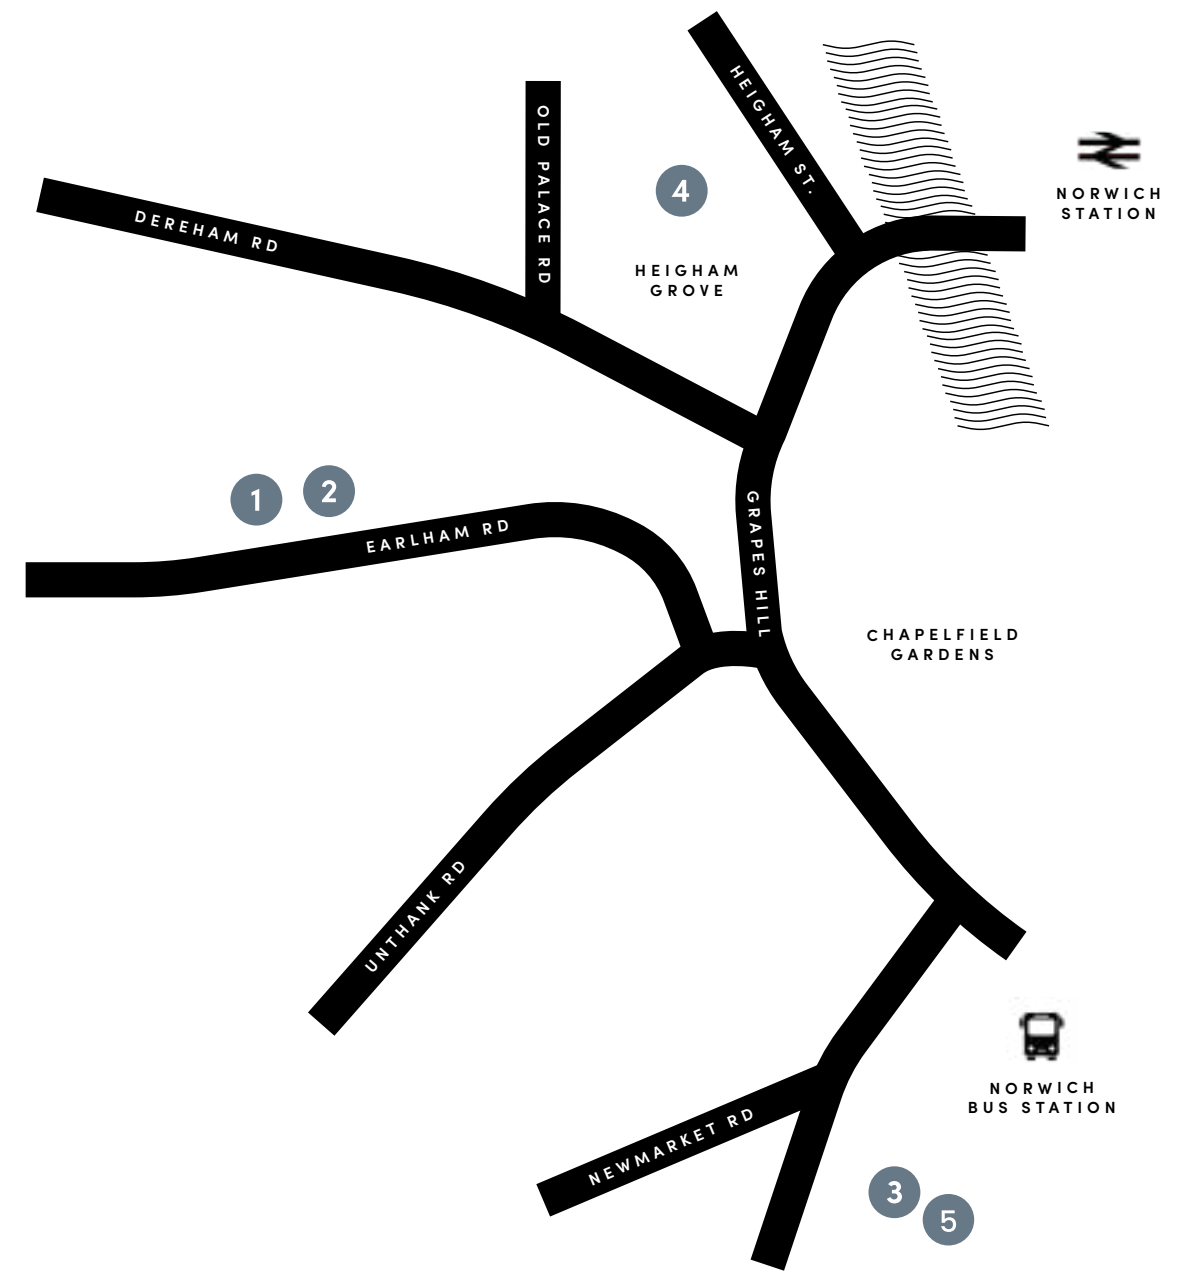 HEIGHAM ST.
OLD PALACE RD
4
NORWICH
STATION
DEREHAM RD
HEIGHAM
GROVE
1
2
EARLHAM RD
GRAPES HILL
CHAPELFIELD
GARDENS
UNTHANK RD
NORWICH
BUS STATION
NEWMARKET RD
3
5